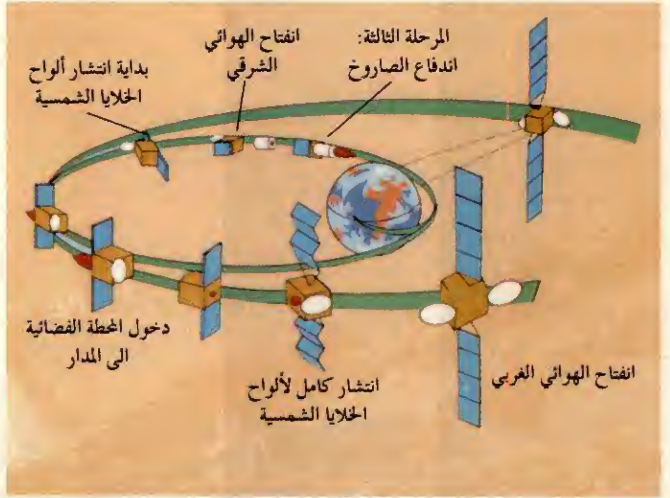 المرحلة الثالثة:
اندفاع الصاروخ
انفتاح الهوائي
الشرقي
بداية انتشار ألواح
الخلايا الشمسية
دخول المحطة الفضائية
الى المدار
انتشار كامل لألواح
الخلايا الشمسية
انفتاح الهوائي الغربي